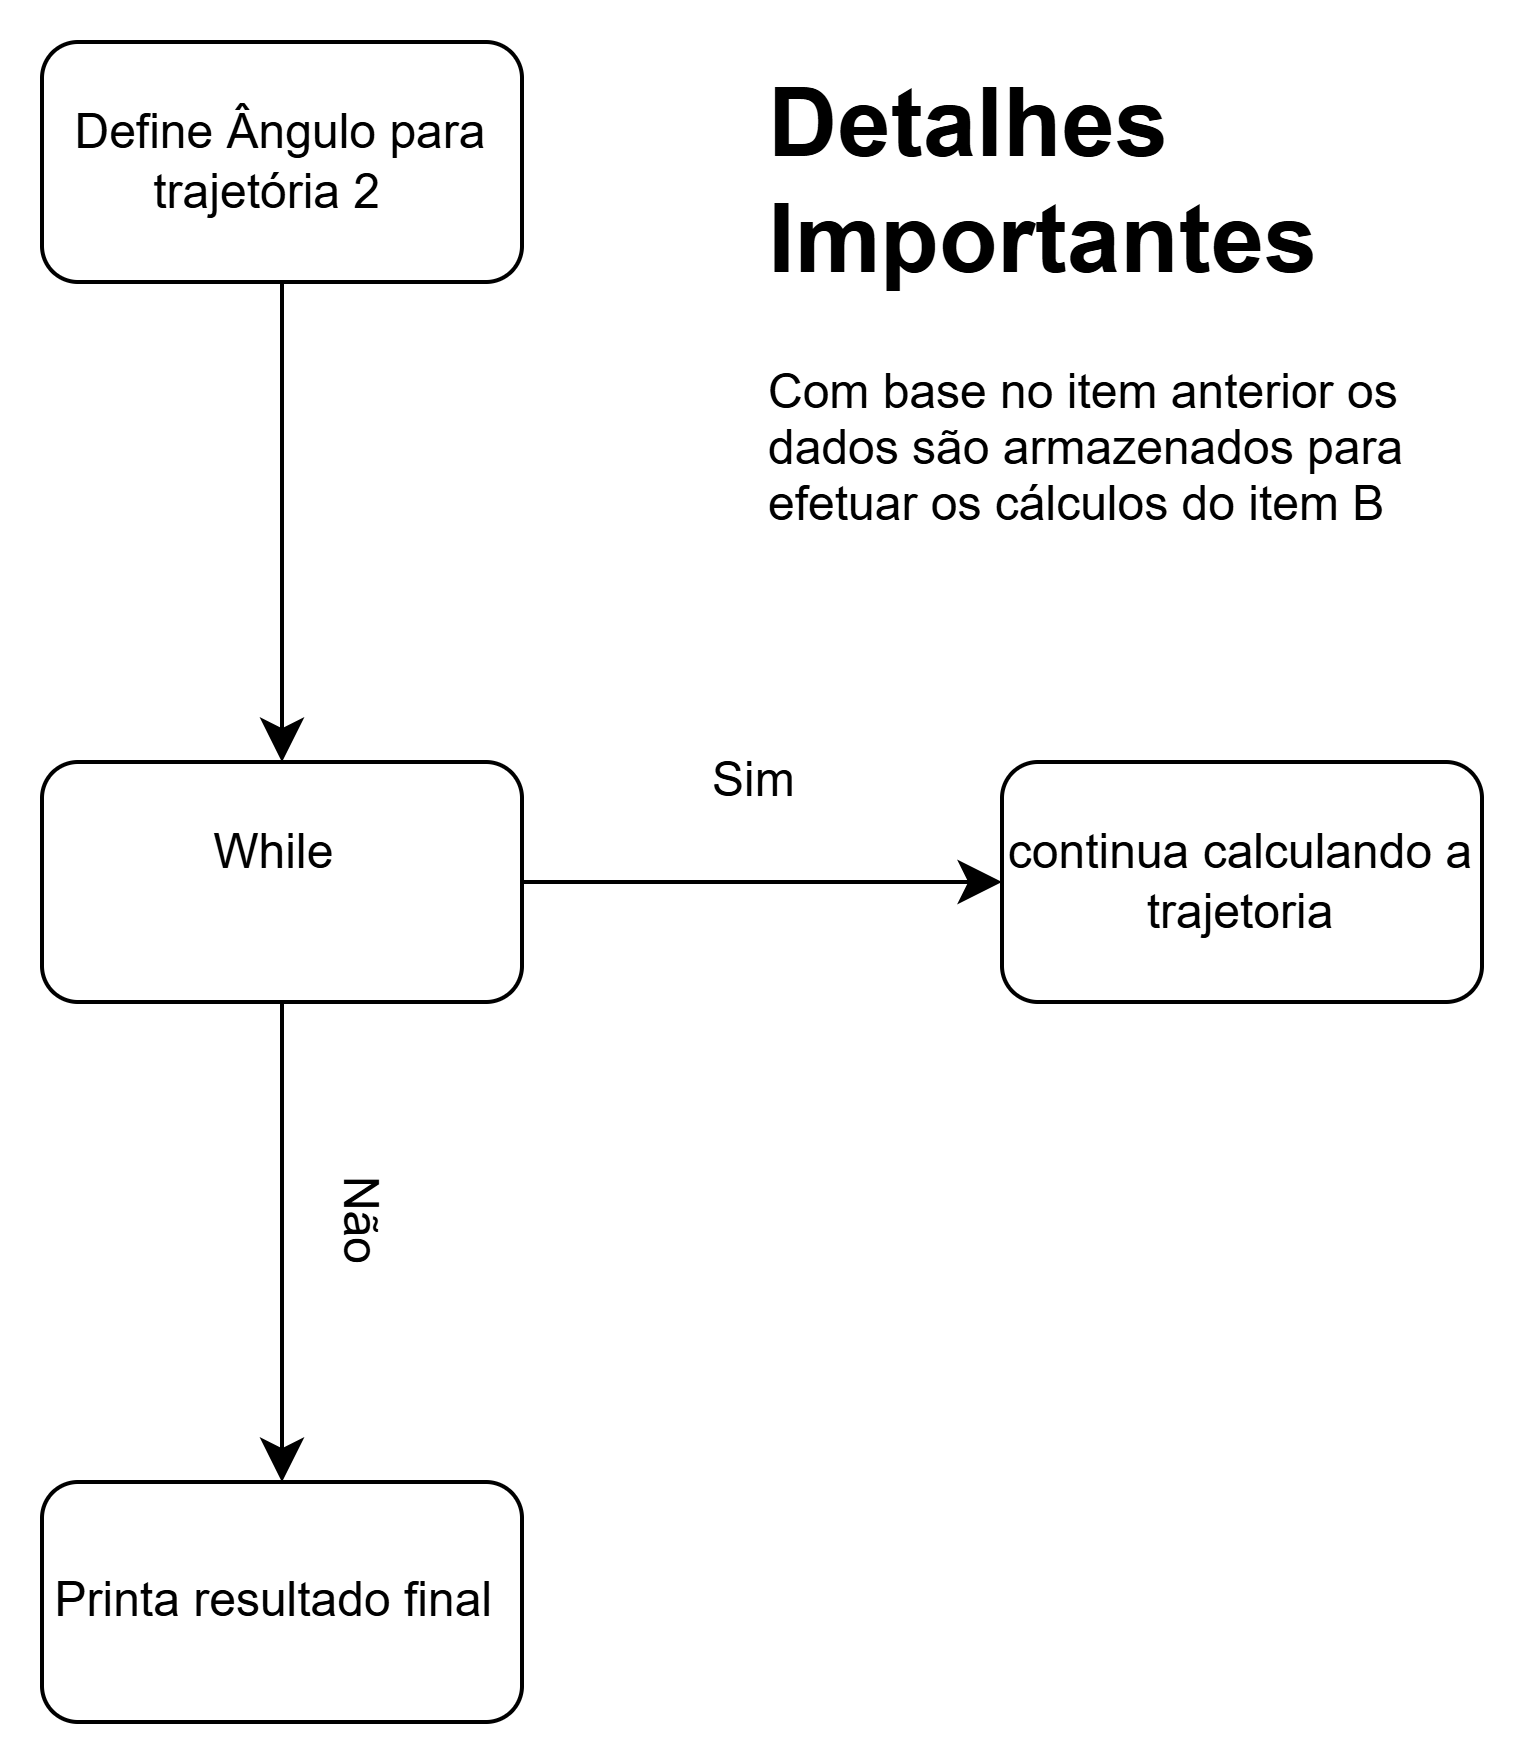 Define Ângulo para
trajetória 2
Detalhes
Importantes
Com base no item anterior os
dados são armazenados para
efetuar os cálculos do item B
While
Sim
continua calculando a
trajetoria
Não
Printa resultado final